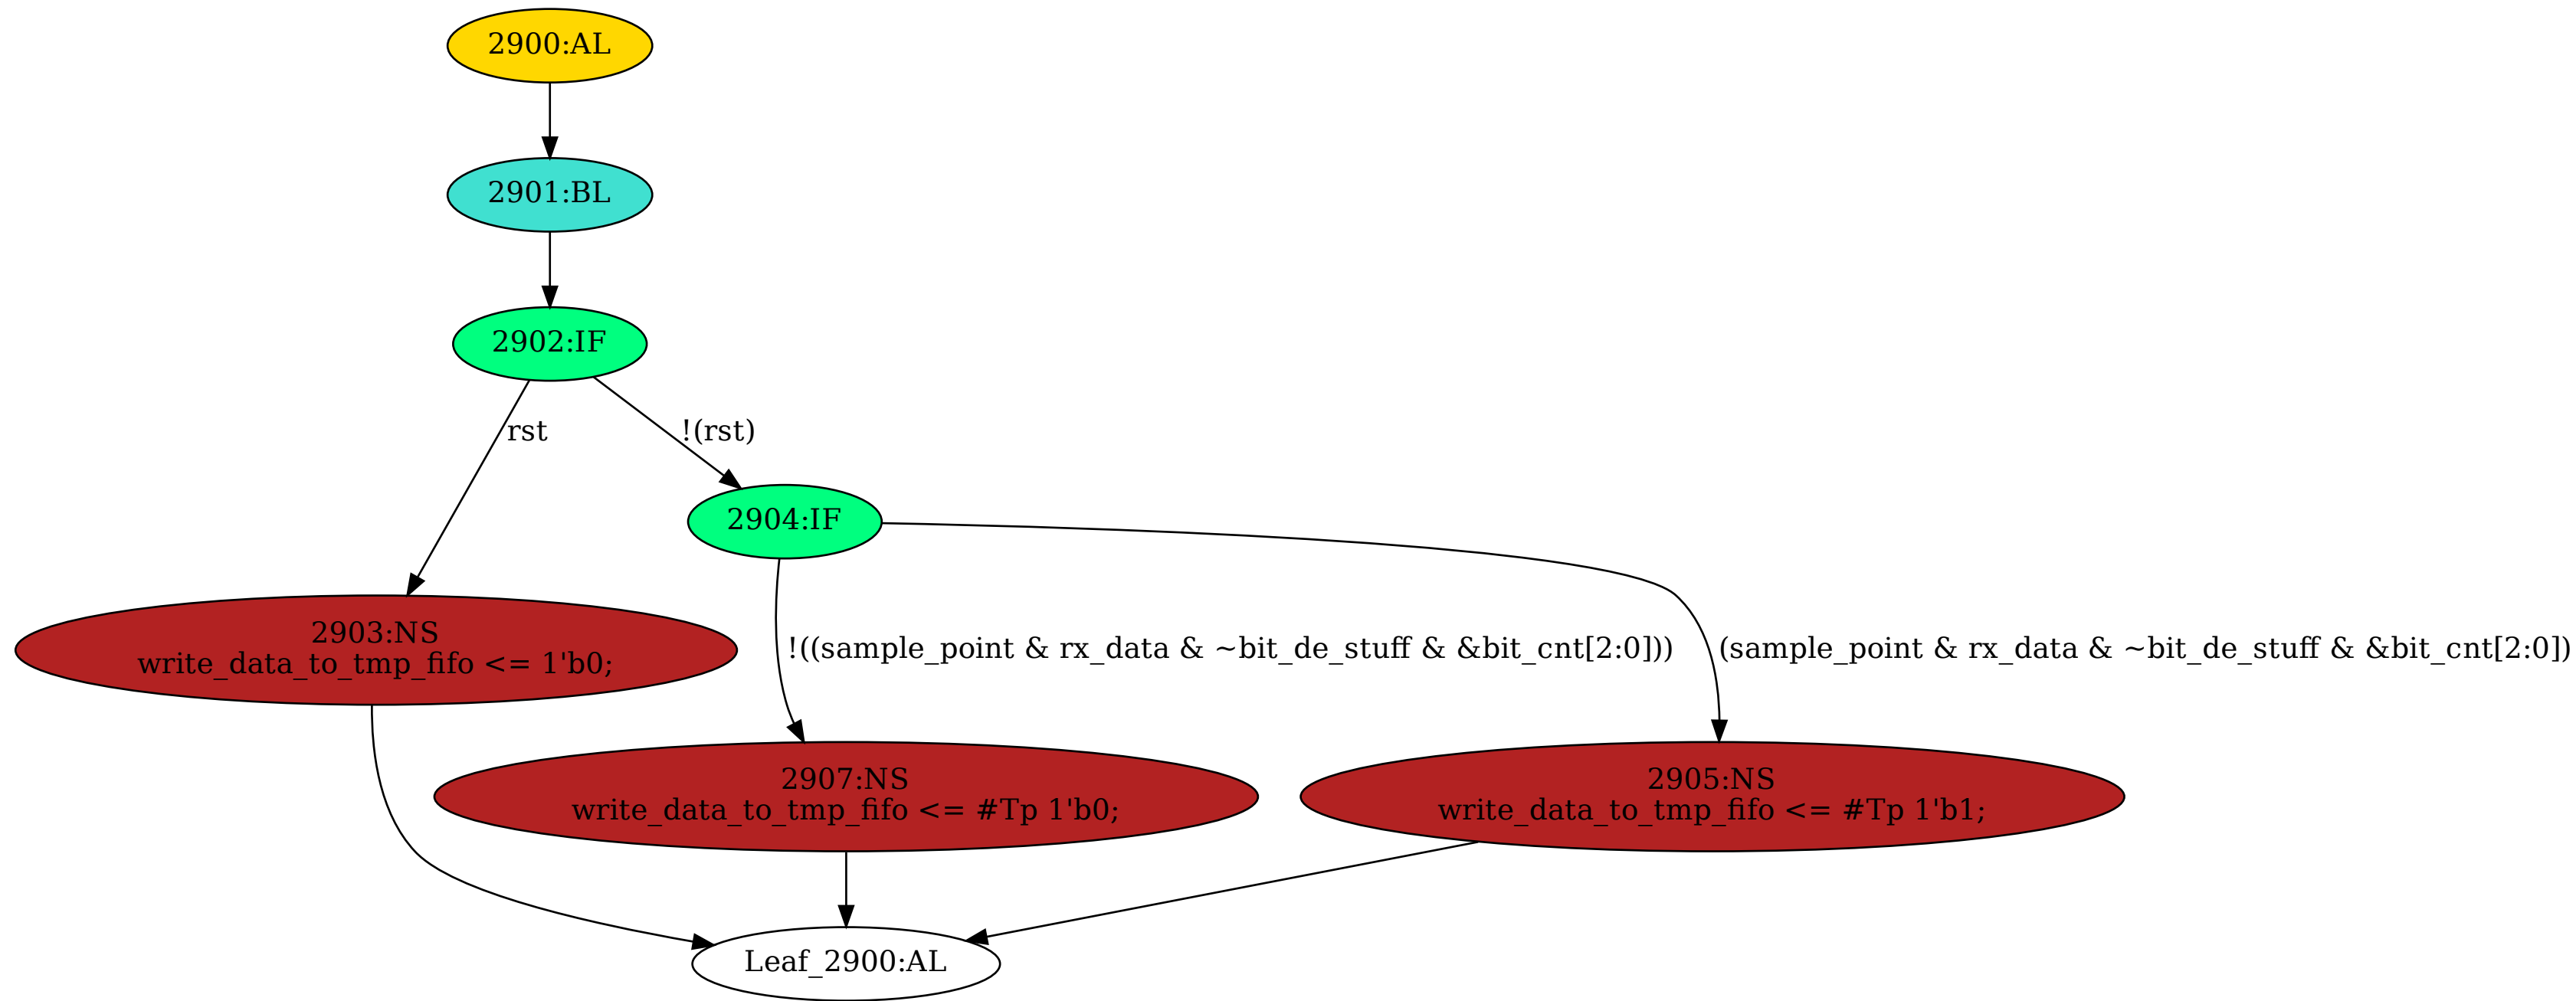 2900:AL
2901:BL
2902:IF
rst
!(rst)
2904:IF
2903:NS
write_data_to_tmp_fifo <= 1'b0;
!((sample_point & rx_data & ~bit_de_stuff & &bit_cnt[2:0]))
(sample_point & rx_data & ~bit_de_stuff & &bit_cnt[2:0])
2907:NS
write_data_to_tmp_fifo <= #Tp 1'b0;
2905:NS
write_data_to_tmp_fifo <= #Tp 1'b1;
Leaf_2900:AL